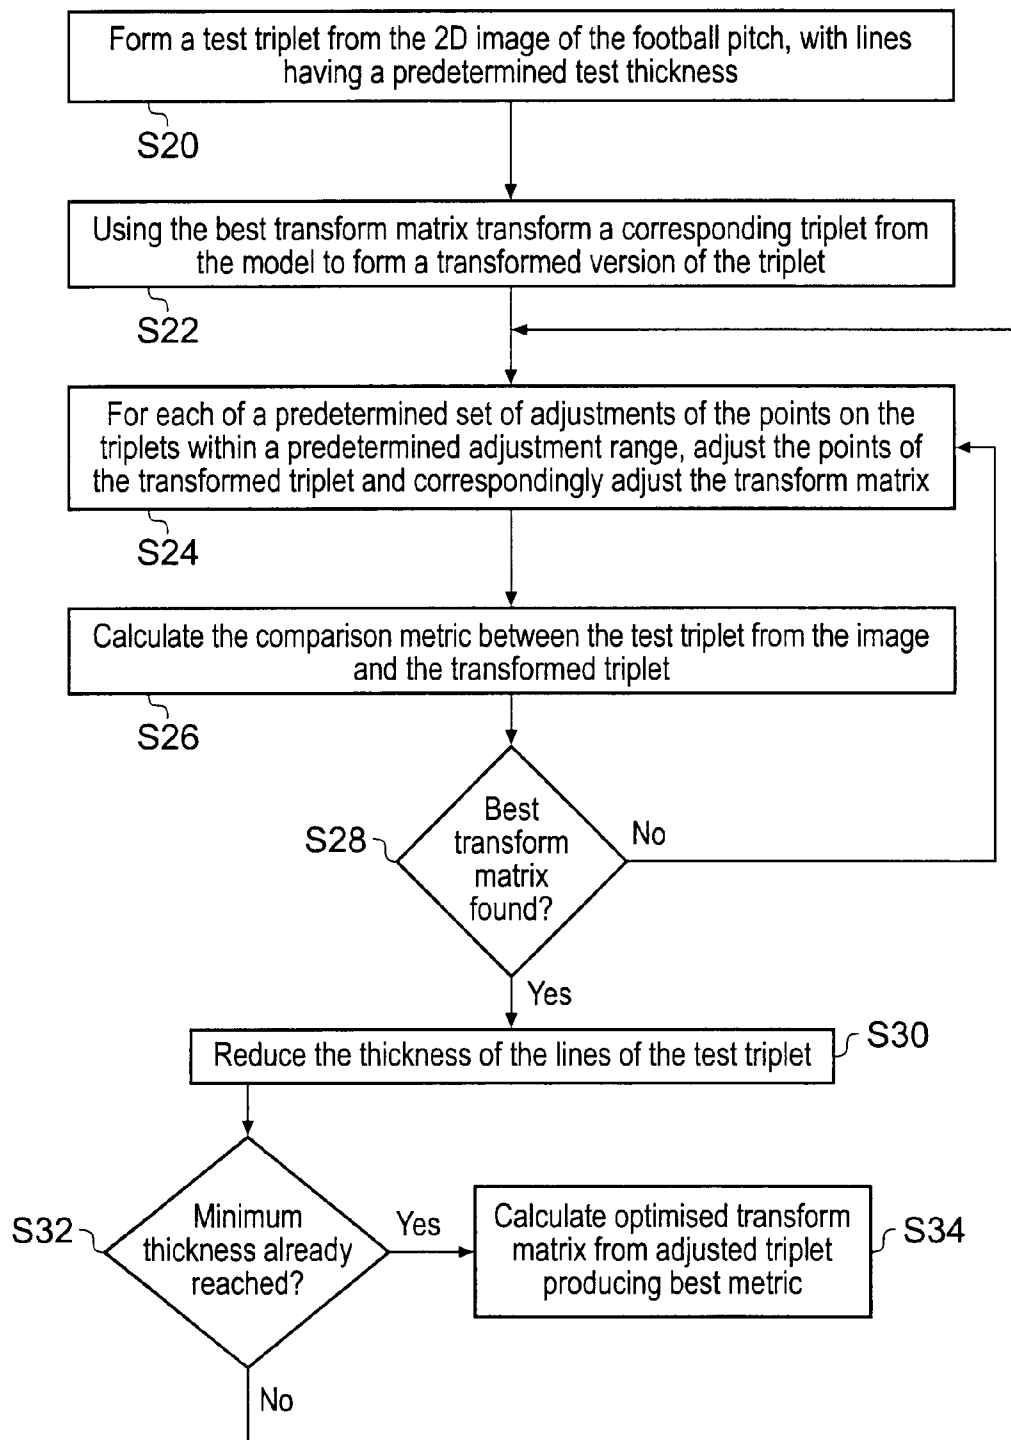 Form a test triplet from the 2D image of the football pitch, with lines
having a predetermined test thickness
S20
Using the best transform matrix transform a corresponding triplet from
the model to form a transformed version of the triplet
S22
For each of a predetermined set of adjustments of the points on the
triplets within a predetermined adjustment range, adjust the points of
the transformed triplet and correspondingly adjust the transform matrix
S24
Calculate the comparison metric between the test triplet from the image
and the transformed triplet
S26
Best
transform
matrix
found?
S28
No
Yes
Reduce the thickness of the lines of the test triplet
S30
Minimum
thickness already
reached?
S32
Yes
Calculate optimised transform
matrix from adjusted triplet
producing best metric
S34
No